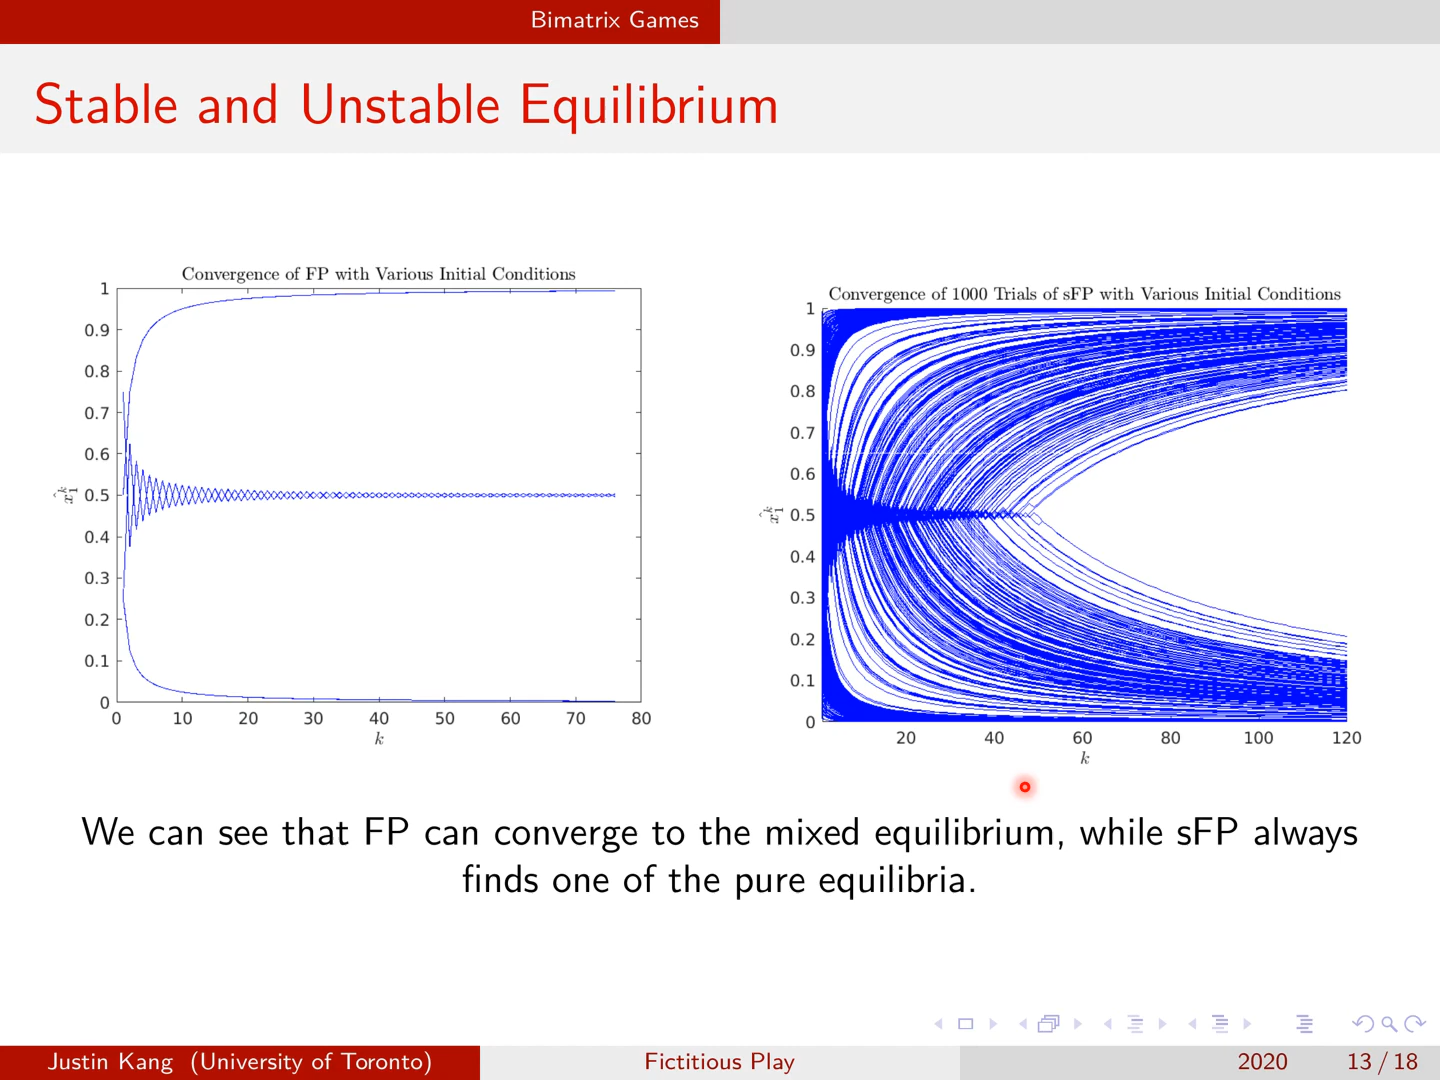 Bimatrix Games
Stable and Unstable Equilibrium
Convergence of FP with Various Initial Conditions
1
0.9
0.8
0.7
0.6
0.5
0.4
0.3
0.2
0.1
0
x̂₁ᵏ
0 10 20 30 40 50 60 70 80
k
Convergence of 1000 Trials of sFP with Various Initial Conditions
1
0.9
0.8
0.7
0.6
0.5
0.4
0.3
0.2
0.1
0
x̂₁ᵏ
20 40 60 80 100 120
k
We can see that FP can converge to the mixed equilibrium, while sFP always
finds one of the pure equilibria.
Justin Kang (University of Toronto) Fictitious Play 2020 13 / 18